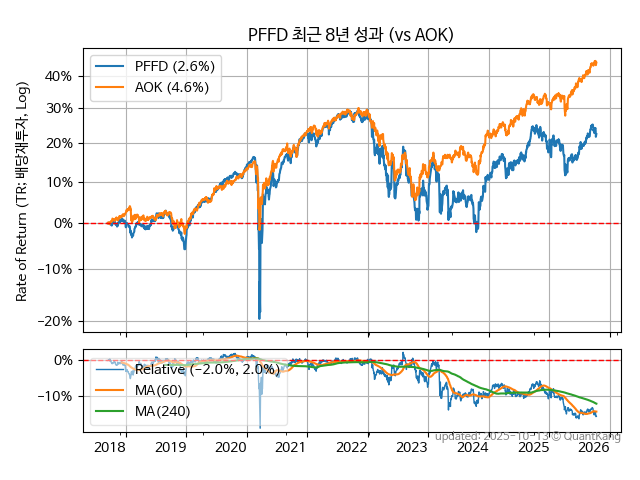 PFFD 최근 8년 성과 (vs AOK)
PFFD (2.6%)
AOK (4.6%)
40%
30%
20%
10%
0%
−10%
−20%
Rate of Return (TR; 배당재투자, Log)
Relative (−2.0%, 2.0%)
MA(60)
MA(240)
0%
−10%
2018 2019 2020 2021 2022 2023 2024 2025 2026
updated: 2025-10-13 © QuantKang